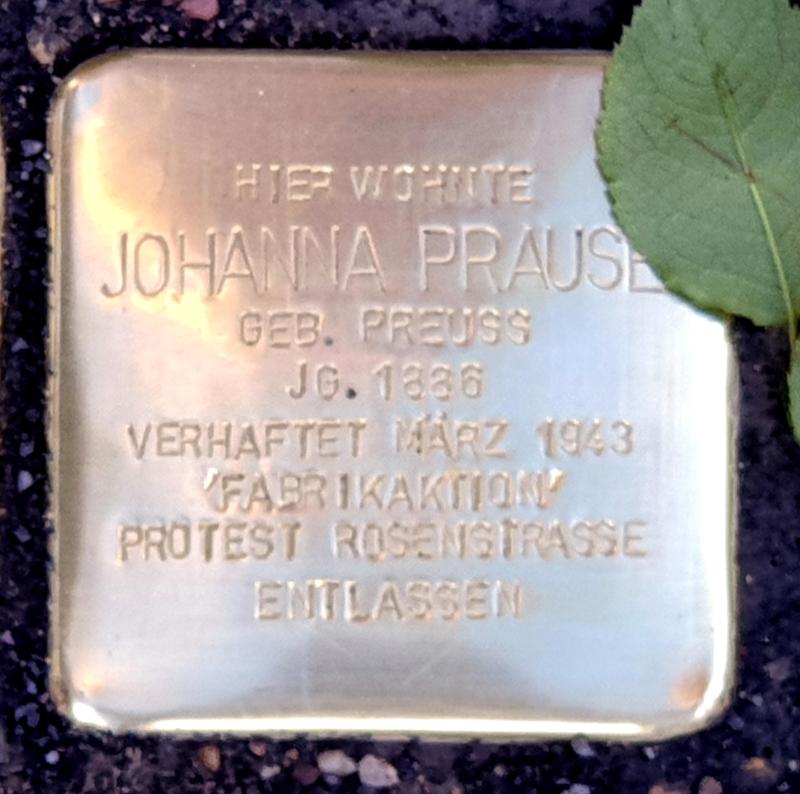 HIER WOHNTE
JOHANNA PRAUSE
GEB. PREUSS
JG. 1886
VERHAFTET MÄRZ 1943
"FABRIKAKTION"
PROTEST ROSENSTRASSE
ENTLASSEN